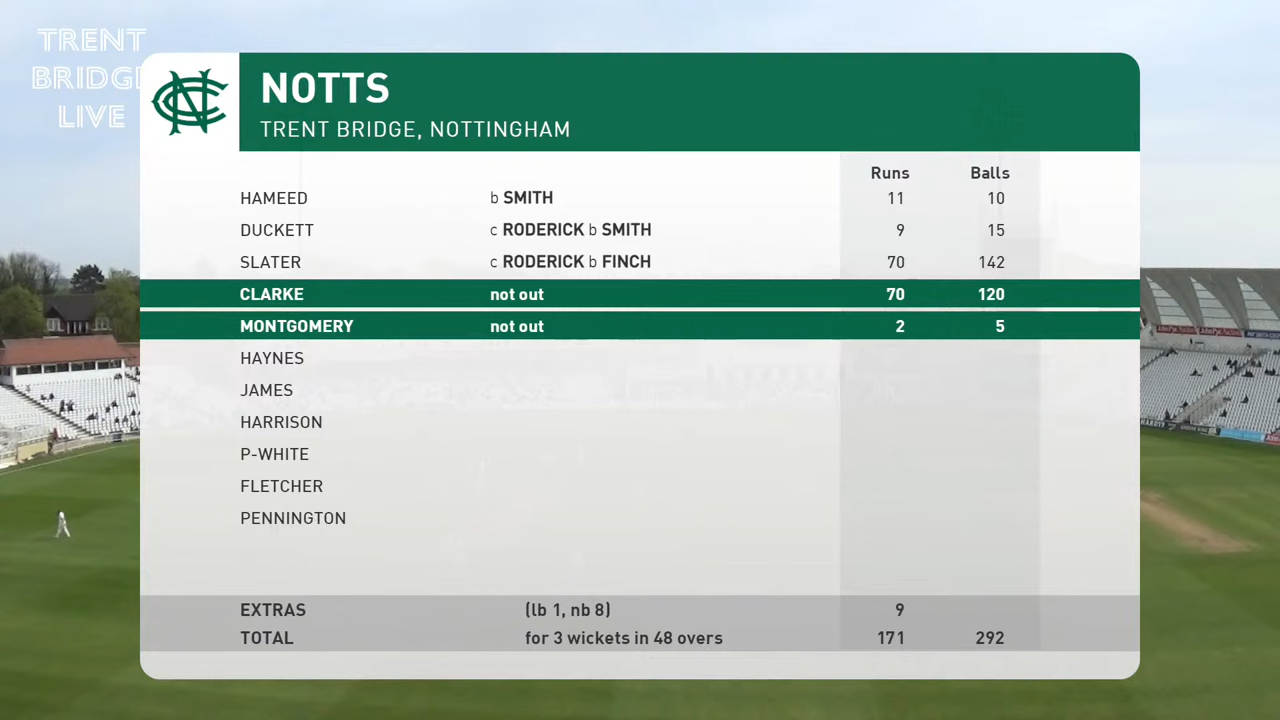 TRENT
BRIDGE
LIVE
NOTTS
TRENT BRIDGE, NOTTINGHAM
Runs Balls
HAMEED b SMITH 11 10
DUCKETT c RODERICK b SMITH 9 15
SLATER c RODERICK b FINCH 70 142
CLARKE not out 70 120
MONTGOMERY not out 2 5
HAYNES
JAMES
HARRISON
P-WHITE
FLETCHER
PENNINGTON
EXTRAS (lb 1, nb 8) 9
TOTAL for 3 wickets in 48 overs 171 292